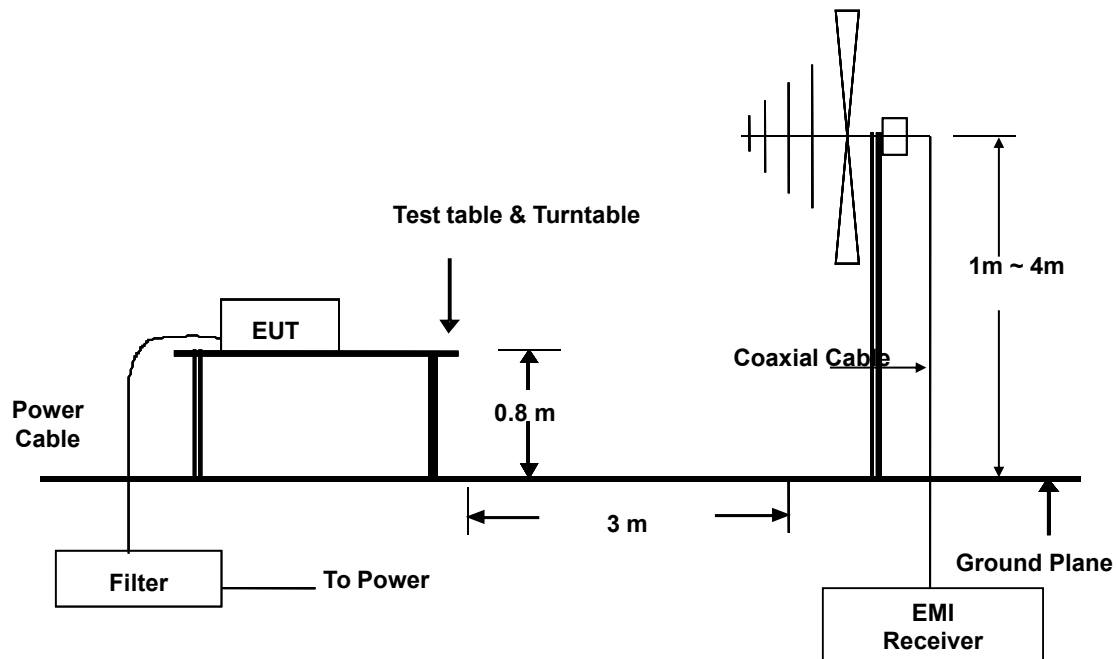 Test table & Turntable
1m ~ 4m
EUT
Coaxial Cable
Power
Cable
0.8 m
3 m
Ground Plane
Filter
To Power
EMI
Receiver